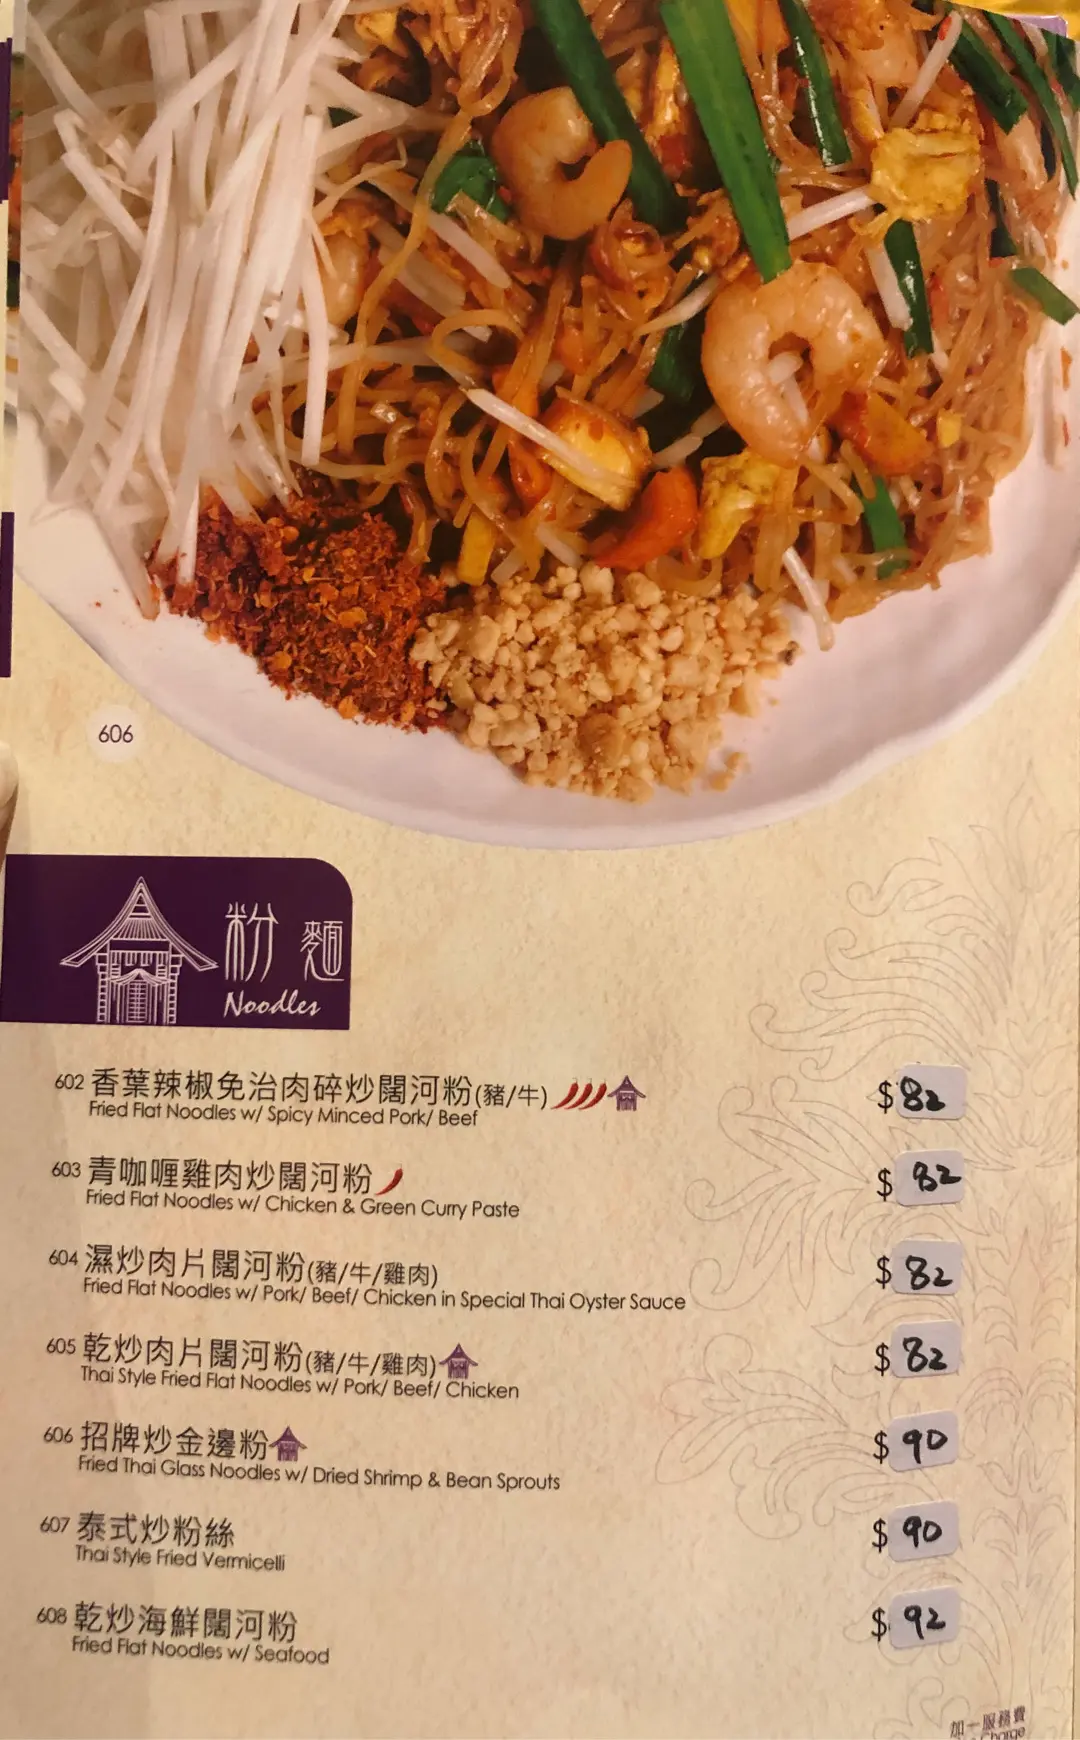 606
粉麵
Noodles
602 香葉辣椒免治肉碎炒闊河粉(豬/牛) $82
Fried Flat Noodles w/ Spicy Minced Pork/ Beef
603 青咖喱雞肉炒闊河粉 $82
Fried Flat Noodles w/ Chicken & Green Curry Paste
604 濕炒肉片闊河粉(豬/牛/雞肉) $82
Fried Flat Noodles w/ Pork/ Beef/ Chicken in Special Thai Oyster Sauce
605 乾炒肉片闊河粉(豬/牛/雞肉) $82
Thai Style Fried Flat Noodles w/ Pork/ Beef/ Chicken
606 招牌炒金邊粉 $90
Fried Thai Glass Noodles w/ Dried Shrimp & Bean Sprouts
607 泰式炒粉絲 $90
Thai Style Fried Vermicelli
608 乾炒海鮮闊河粉 $92
Fried Flat Noodles w/ Seafood
加一服務費
Charge